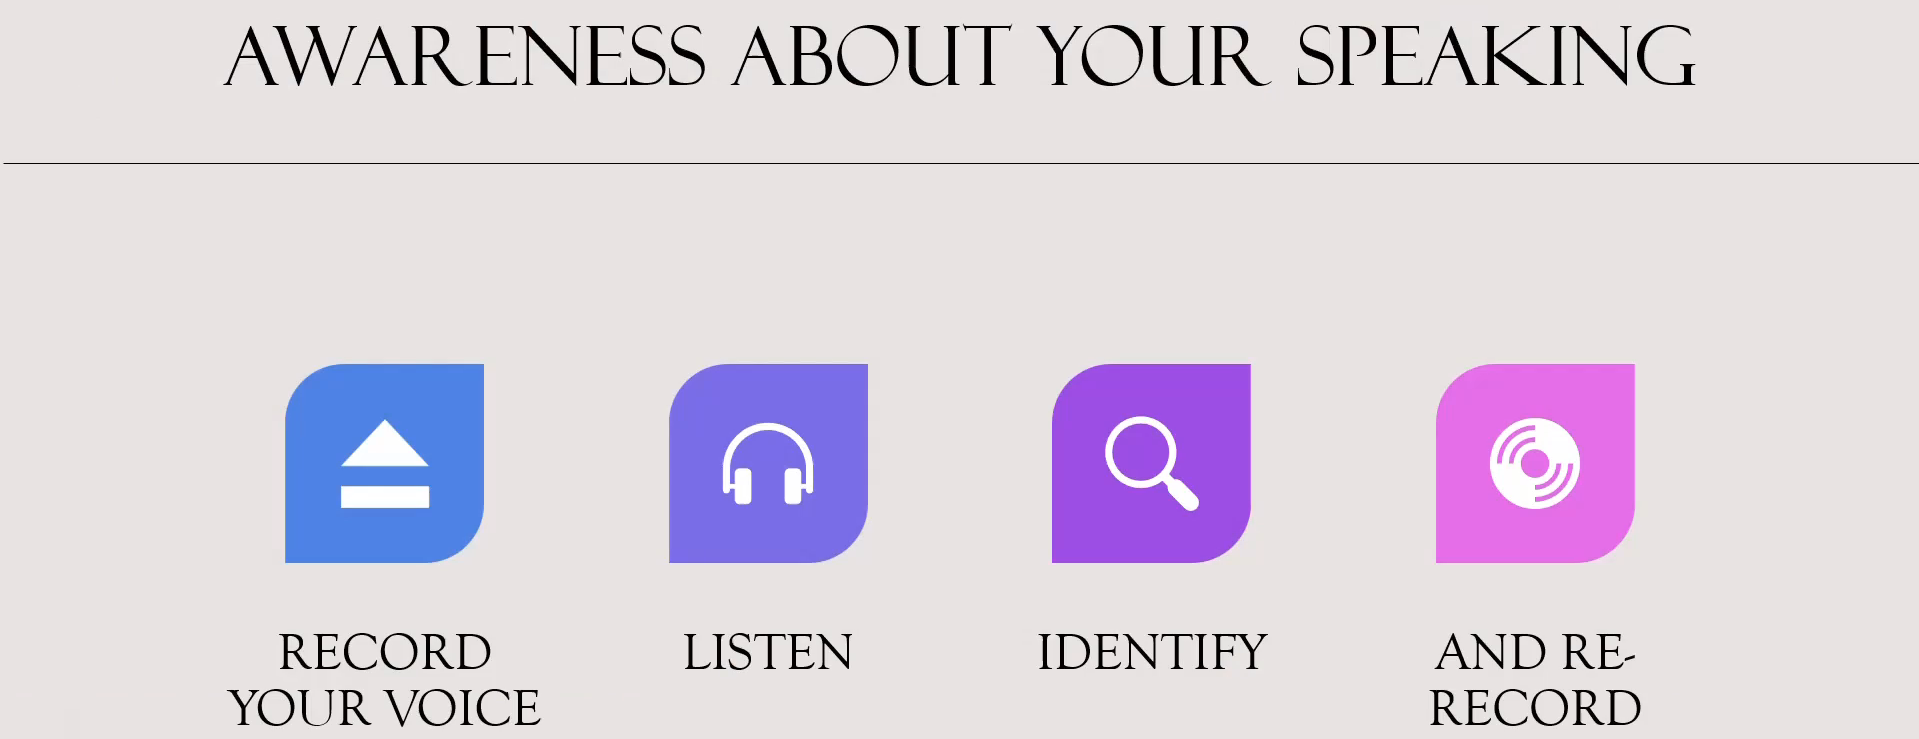 AWARENESS ABOUT YOUR SPEAKING
RECORD
YOUR VOICE
LISTEN
IDENTIFY
AND RE-
RECORD